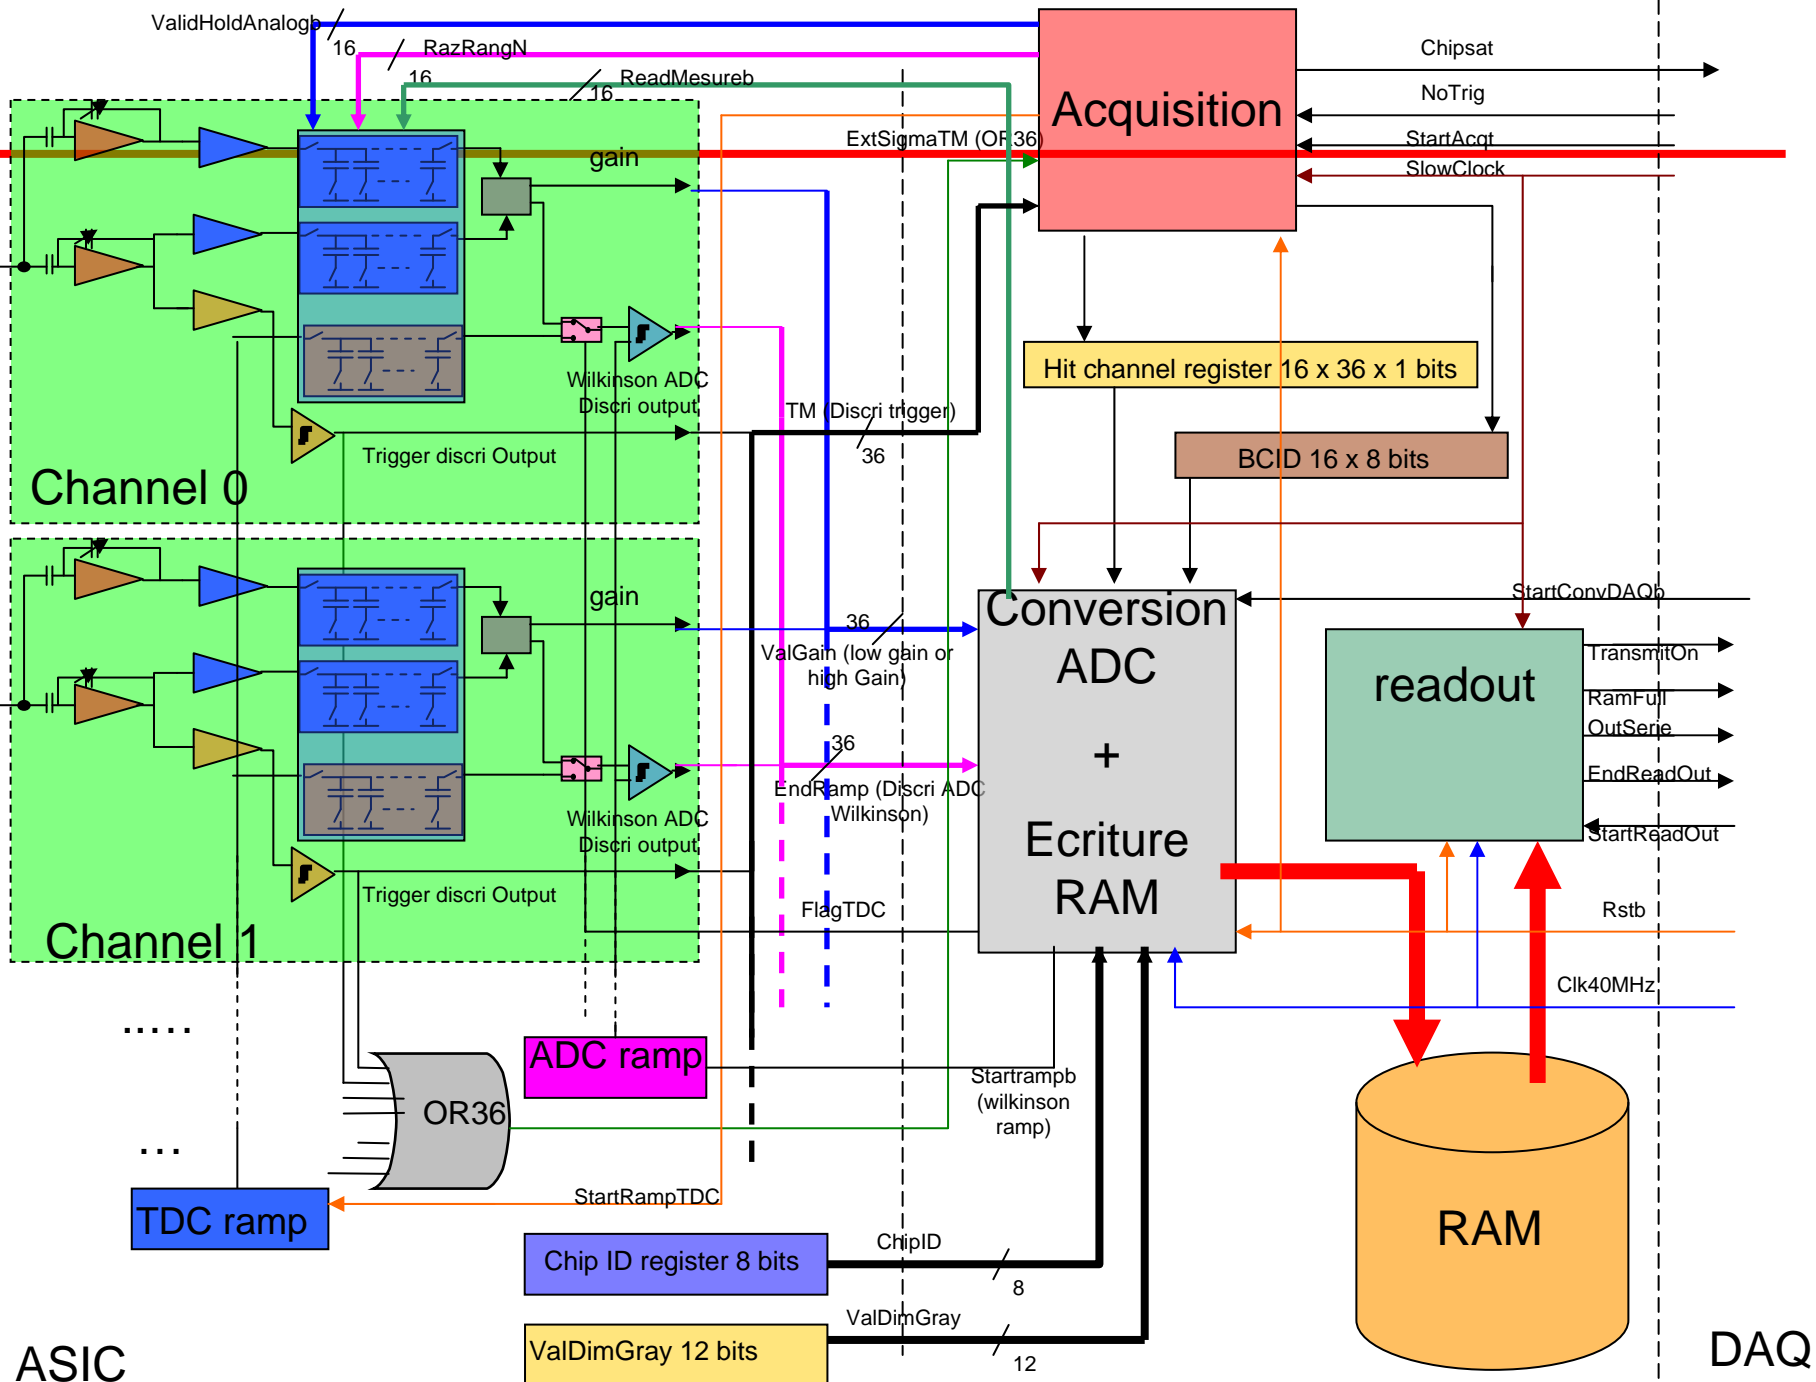 ValidHoldAnalogb
16
RazRangN
16
ReadMesureb
16
Acquisition
Chipsat
NoTrig
StartAcqt
SlowClock
ExtSigmaTM (OR36)
gain
Wilkinson ADC
Discri output
Trigger discri Output
Channel 0
TM (Discri trigger)
36
Hit channel register 16 x 36 x 1 bits
BCID 16 x 8 bits
gain
Wilkinson ADC
Discri output
Trigger discri Output
Channel 1
36
ValGain (low gain or
high Gain)
36
EndRamp (Discri ADC
Wilkinson)
FlagTDC
Conversion
ADC
+
Ecriture
RAM
StartConvDAQb
readout
TransmitOn
RamFull
OutSerie
EndReadOut
StartReadOut
Rstb
Clk40MHz
.....
...
ADC ramp
OR36
Startrampb
(wilkinson
ramp)
TDC ramp
StartRampTDC
RAM
Chip ID register 8 bits
ChipID
8
ValDimGray 12 bits
ValDimGray
12
ASIC
DAQ